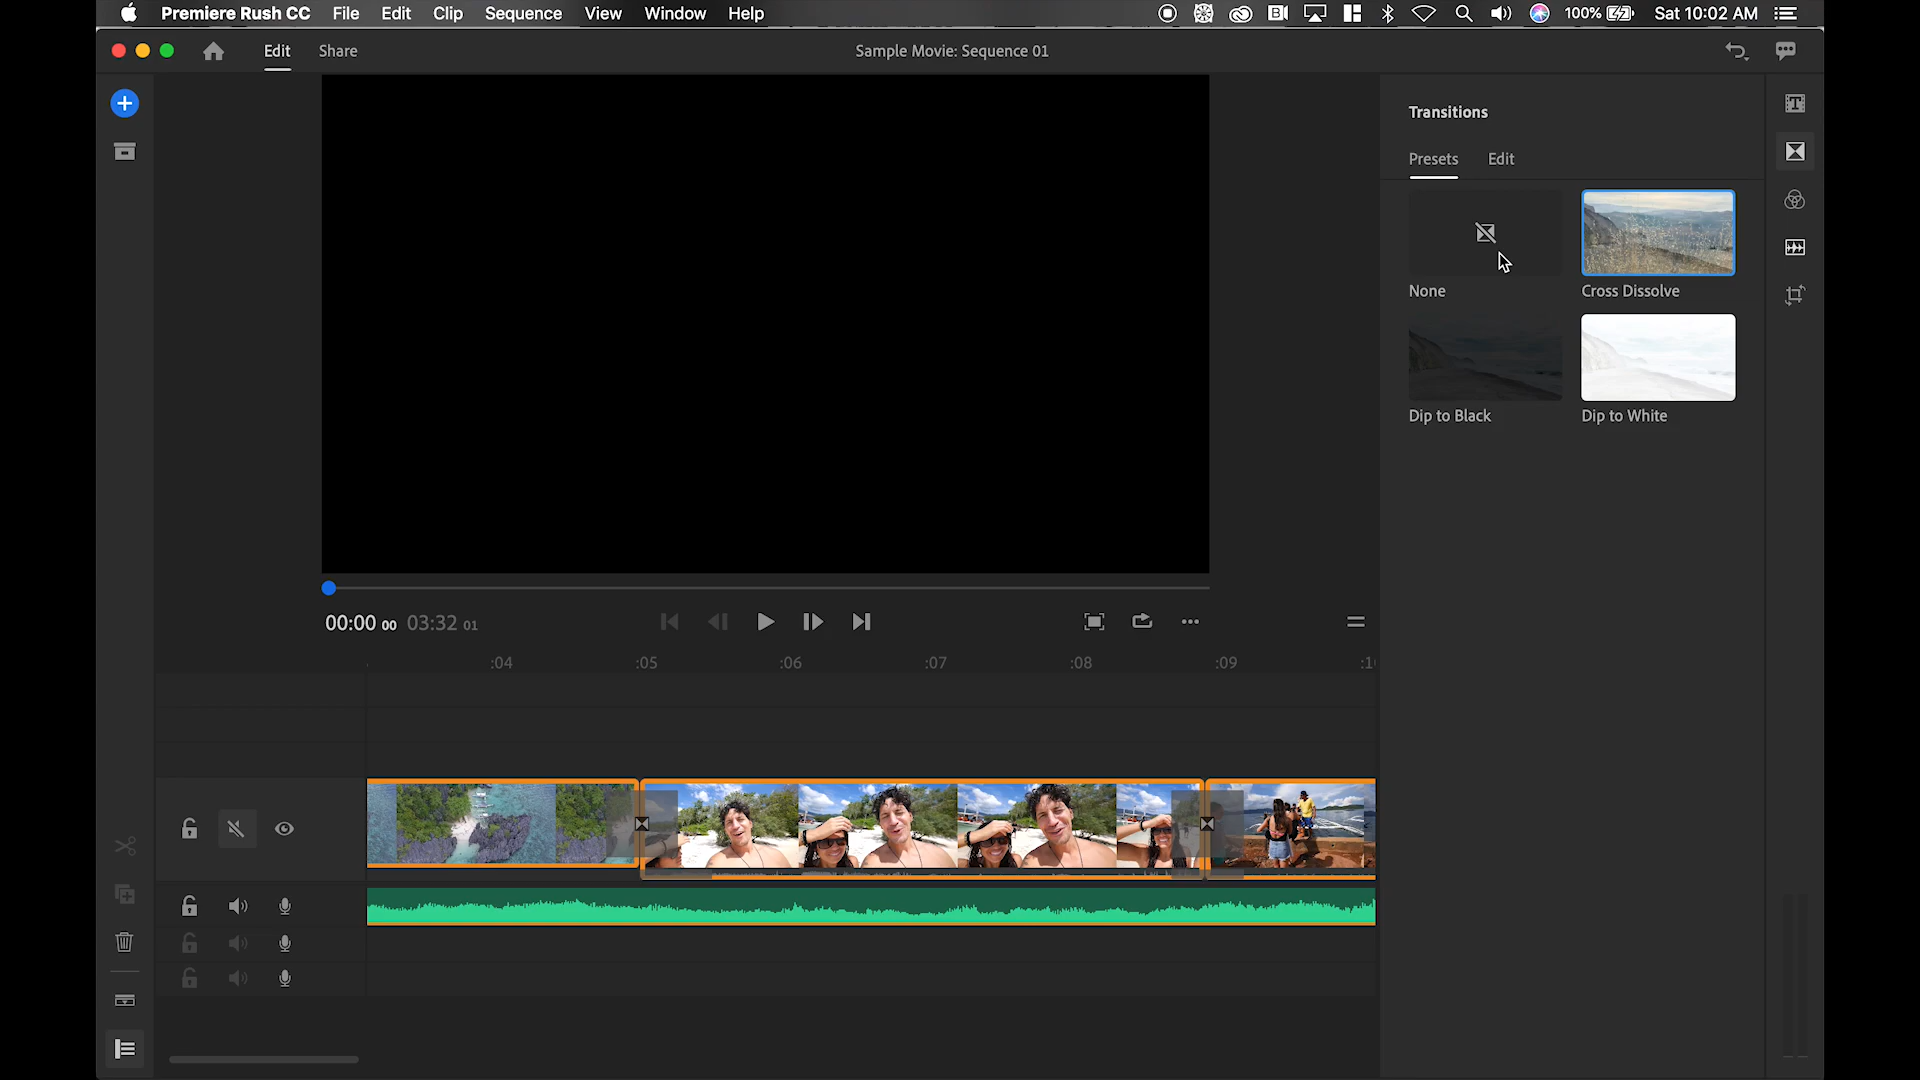 Premiere Rush CC File Edit Clip Sequence View Window Help 100% Sat 10:02 AM
Edit Share Sample Movie: Sequence 01
Transitions
Presets Edit
None Cross Dissolve
Dip to Black Dip to White
00:00 00 03:32 01
:04 :05 :06 :07 :08 :09